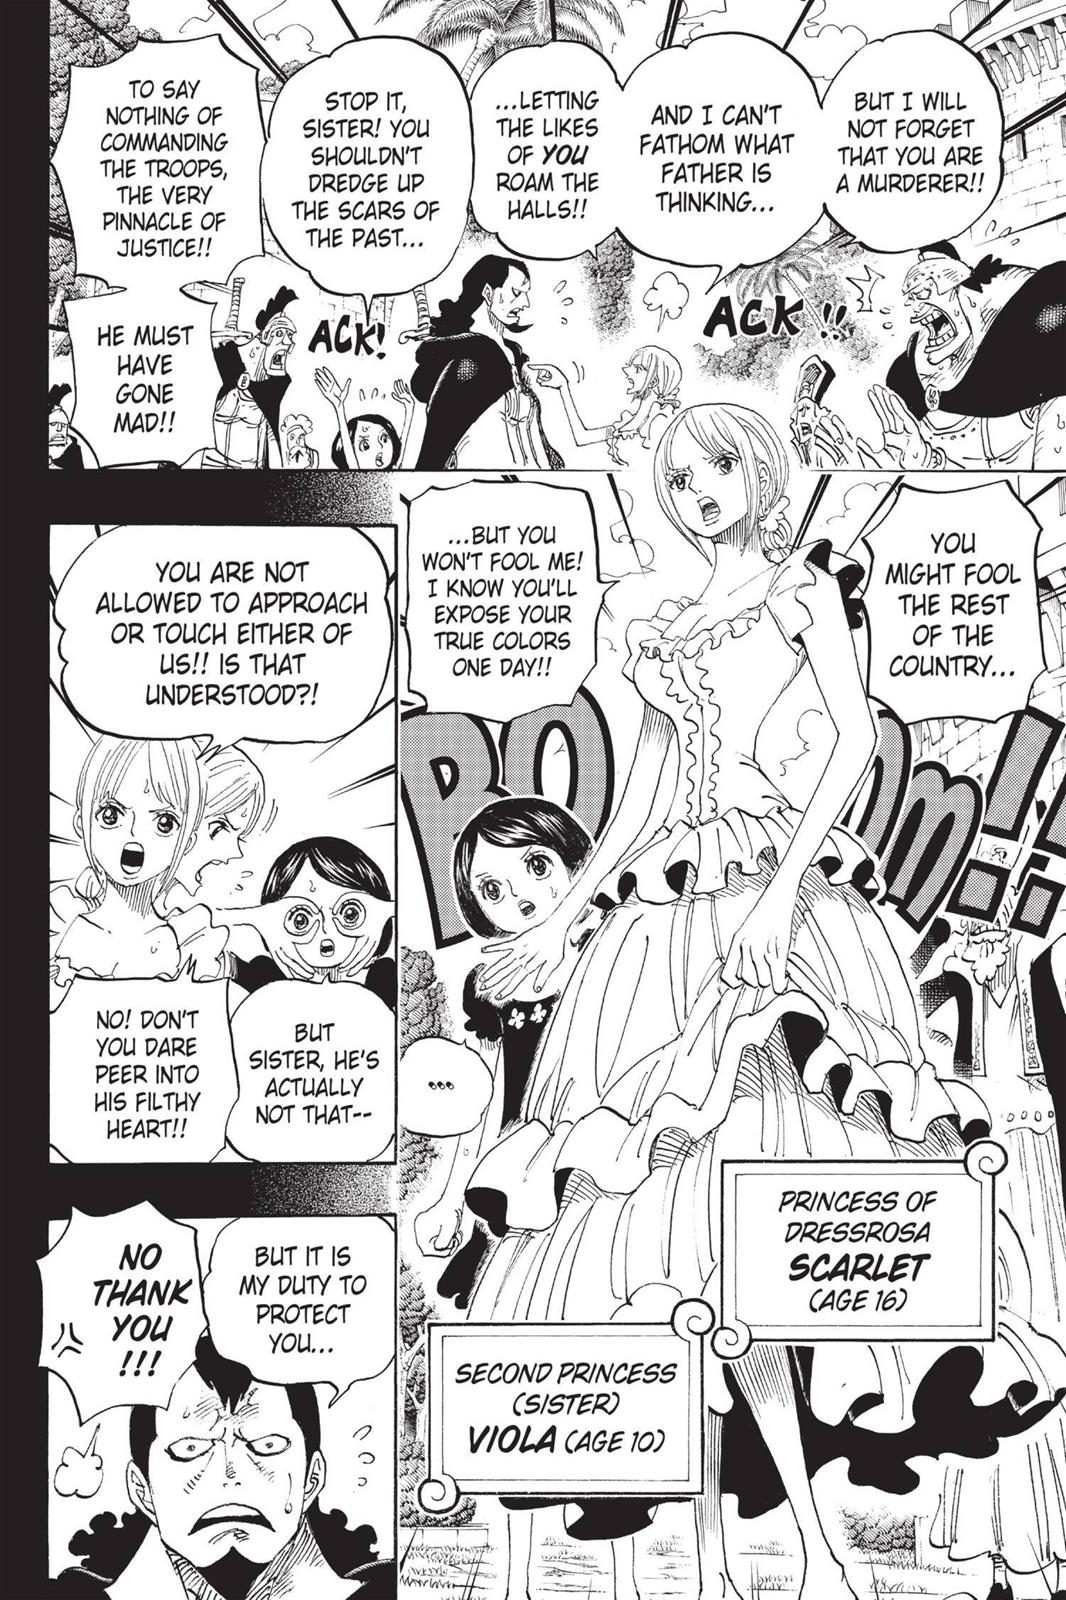 BUT I WILL
NOT FORGET
THAT YOU ARE
A MURDERER!!
AND I CAN'T
FATHOM WHAT
FATHER IS
THINKING...
...LETTING
THE LIKES
OF YOU
ROAM THE
HALLS!!
STOP IT,
SISTER! YOU
SHOULDN'T
DREDGE UP
THE SCARS OF
THE PAST...
TO SAY
NOTHING OF
COMMANDING
THE TROOPS,
THE VERY
PINNACLE OF
JUSTICE!!
HE MUST
HAVE
GONE
MAD!!
ACK!!
ACK!
YOU
MIGHT FOOL
THE REST
OF THE
COUNTRY...
...BUT YOU
WON'T FOOL ME!
I KNOW YOU'LL
EXPOSE YOUR
TRUE COLORS
ONE DAY!!
BOOM!!
...
PRINCESS OF
DRESSROSA
SCARLET
(AGE 16)
SECOND PRINCESS
(SISTER)
VIOLA (AGE 10)
YOU ARE NOT
ALLOWED TO APPROACH
OR TOUCH EITHER OF
US!! IS THAT
UNDERSTOOD?!
BUT
SISTER, HE'S
ACTUALLY
NOT THAT--
NO! DON'T
YOU DARE
PEER INTO
HIS FILTHY
HEART!!
BUT IT IS
MY DUTY TO
PROTECT
YOU...
NO
THANK
YOU
!!!